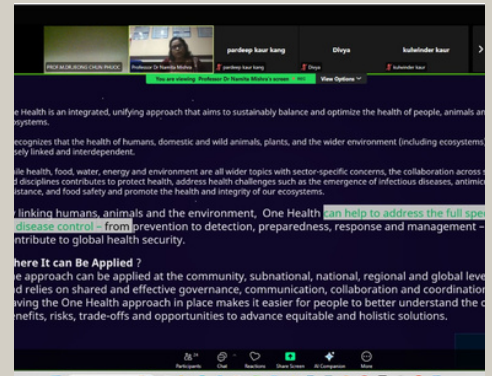 pardeep kaur kang
Divya
kulwinder kaur
PROF.M.DR.RONG CHUN PHUOC
Professor Dr Namita Mishra
pardeep kaur kang
Divya
kulwinder kaur
You are viewing Professor Dr Namita Mishra's screen
REC
View Options
e Health is an integrated, unifying approach that aims to sustainably balance and optimize the health of people, animals an
osystems.
ecognizes that the health of humans, domestic and wild animals, plants, and the wider environment (including ecosystems)
sely linked and interdependent.
ile health, food, water, energy and environment are all wider topics with sector-specific concerns, the collaboration across s
d disciplines contributes to protect health, address health challenges such as the emergence of infectious diseases, antimicr
istance, and food safety and promote the health and integrity of our ecosystems.
linking humans, animals and the environment, One Health can help to address the full spec
disease control – from prevention to detection, preparedness, response and management –
ntribute to global health security.
here It can Be Applied ?
e approach can be applied at the community, subnational, national, regional and global leve
d relies on shared and effective governance, communication, collaboration and coordination
aving the One Health approach in place makes it easier for people to better understand the c
enefits, risks, trade-offs and opportunities to advance equitable and holistic solutions.
Participants
Chat
Reactions
Share Screen
AI Companion
More